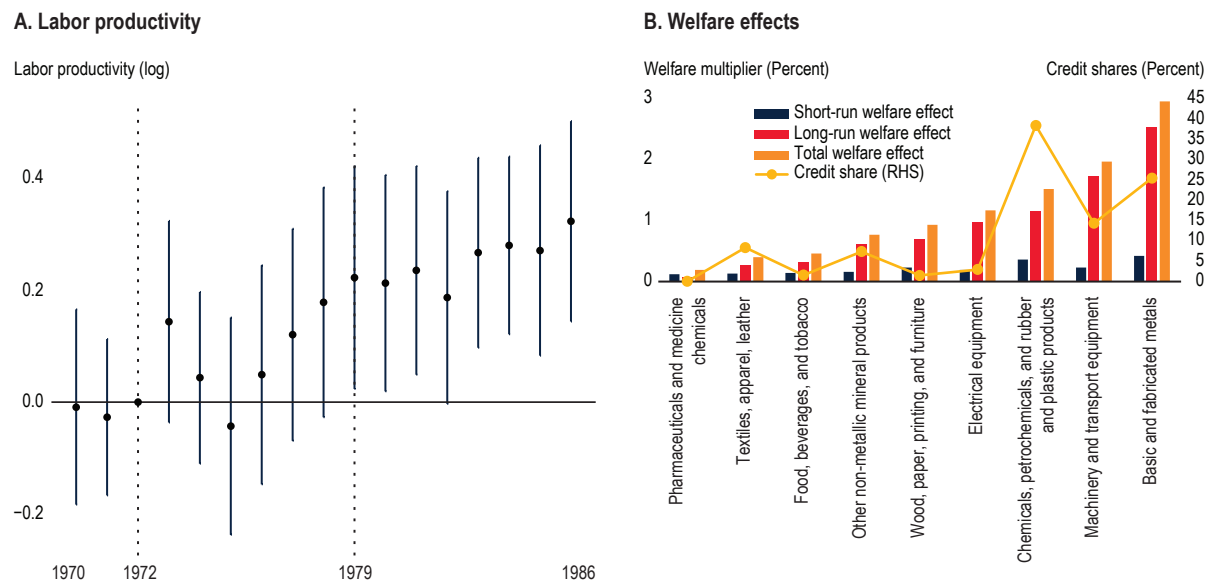 A. Labor productivity
Labor productivity (log)
0.4
0.2
0.0
−0.2
1970
1972
1979
1986
B. Welfare effects
Welfare multiplier (Percent)
Credit shares (Percent)
3
2
1
0
45
40
35
30
25
20
15
10
5
0
Short-run welfare effect
Long-run welfare effect
Total welfare effect
Credit share (RHS)
Pharmaceuticals and medicine
chemicals
Textiles, apparel, leather
Food, beverages, and tobacco
Other non-metallic mineral products
Wood, paper, printing, and furniture
Electrical equipment
Chemicals, petrochemicals, and rubber
and plastic products
Machinery and transport equipment
Basic and fabricated metals